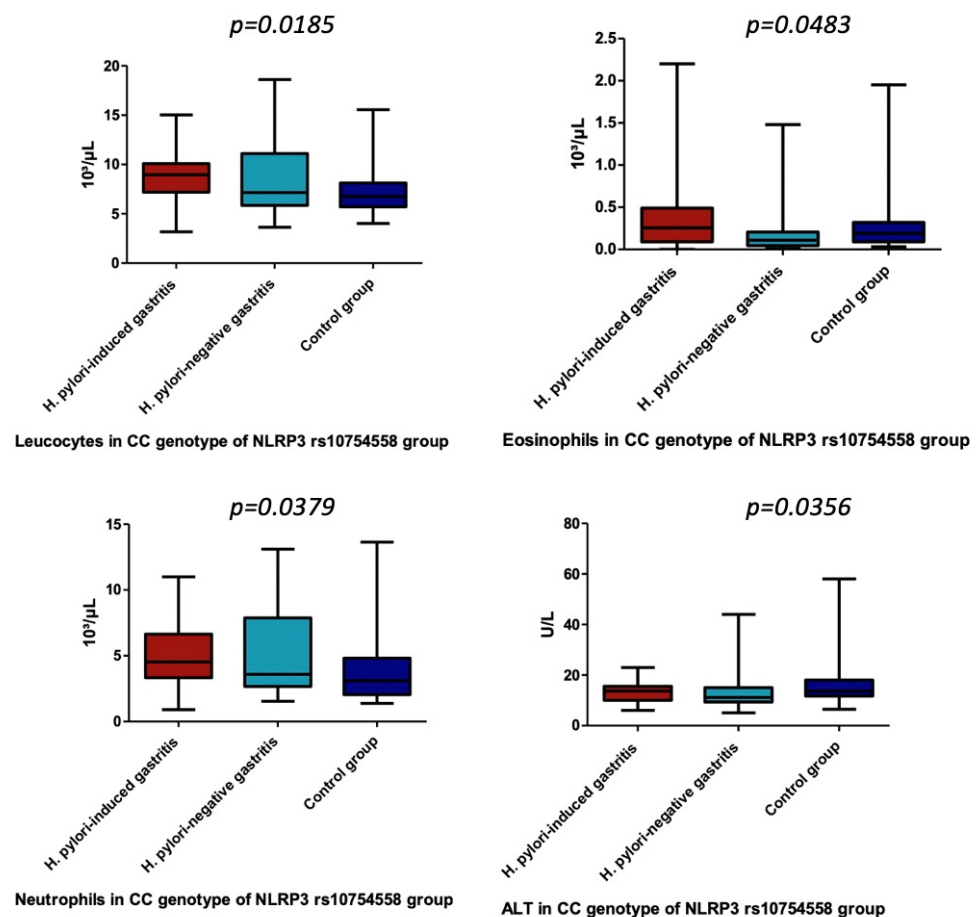 p=0.0185
20
15
10
5
0
10³/µL
H. pylori-induced gastritis
H. pylori-negative gastritis
Control group
Leucocytes in CC genotype of NLRP3 rs10754558 group
p=0.0483
2.5
2.0
1.5
1.0
0.5
0.0
10³/µL
H. pylori-induced gastritis
H. pylori-negative gastritis
Control group
Eosinophils in CC genotype of NLRP3 rs10754558 group
p=0.0379
15
10
5
0
10³/µL
H. pylori-induced gastritis
H. pylori-negative gastritis
Control group
Neutrophils in CC genotype of NLRP3 rs10754558 group
p=0.0356
80
60
40
20
0
U/L
H. pylori-induced gastritis
H. pylori-negative gastritis
Control group
ALT in CC genotype of NLRP3 rs10754558 group